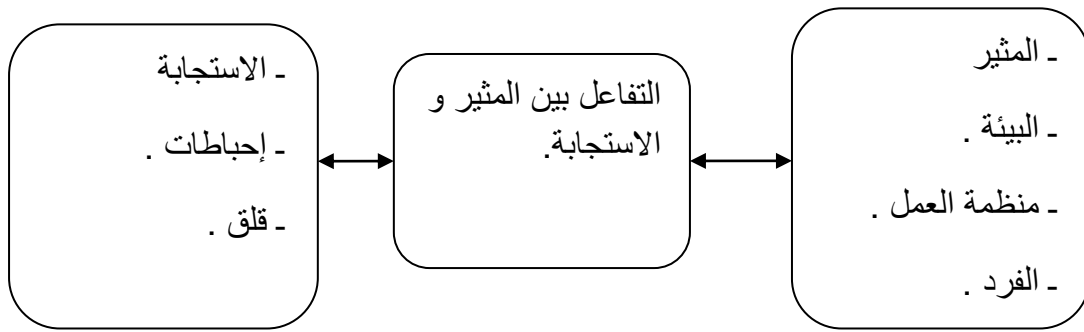 - المثير
- البيئة .
- منظمة العمل .
- الفرد .
التفاعل بين المثير و
الاستجابة.
- الاستجابة
- إحباطات .
- قلق .